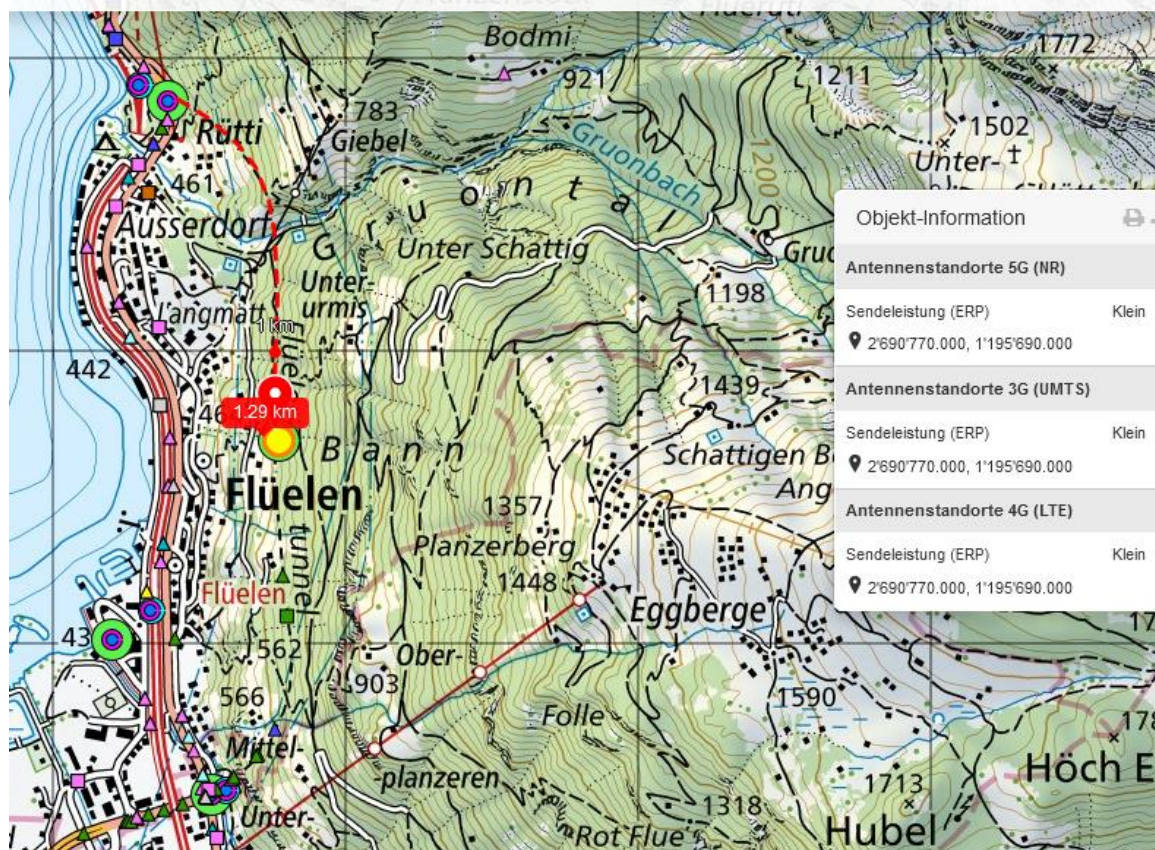 Bodmi
921
1772
783
Giebel
Rütti
461
Ausserdorf
Gruonbach
1200
1211
1502
Unter-
Gruontal
Unter Schattig
Unter-
urmis
l'angmatt
1 km
442
1198
1439
1.29 km
Bann
Flüelen
tunnel
Schattigen B
Ang
1357
Planzerberg
1448
Eggberge
Flüelen
562
Ober-
903
566
Mittel-
-planzeren
Unter-
Folle
1590
1713
1318
Rot Flue
Hubel
Höch E
Objekt-Information
Antennenstandorte 5G (NR)
Sendeleistung (ERP) Klein
2'690'770.000, 1'195'690.000
Antennenstandorte 3G (UMTS)
Sendeleistung (ERP) Klein
2'690'770.000, 1'195'690.000
Antennenstandorte 4G (LTE)
Sendeleistung (ERP) Klein
2'690'770.000, 1'195'690.000